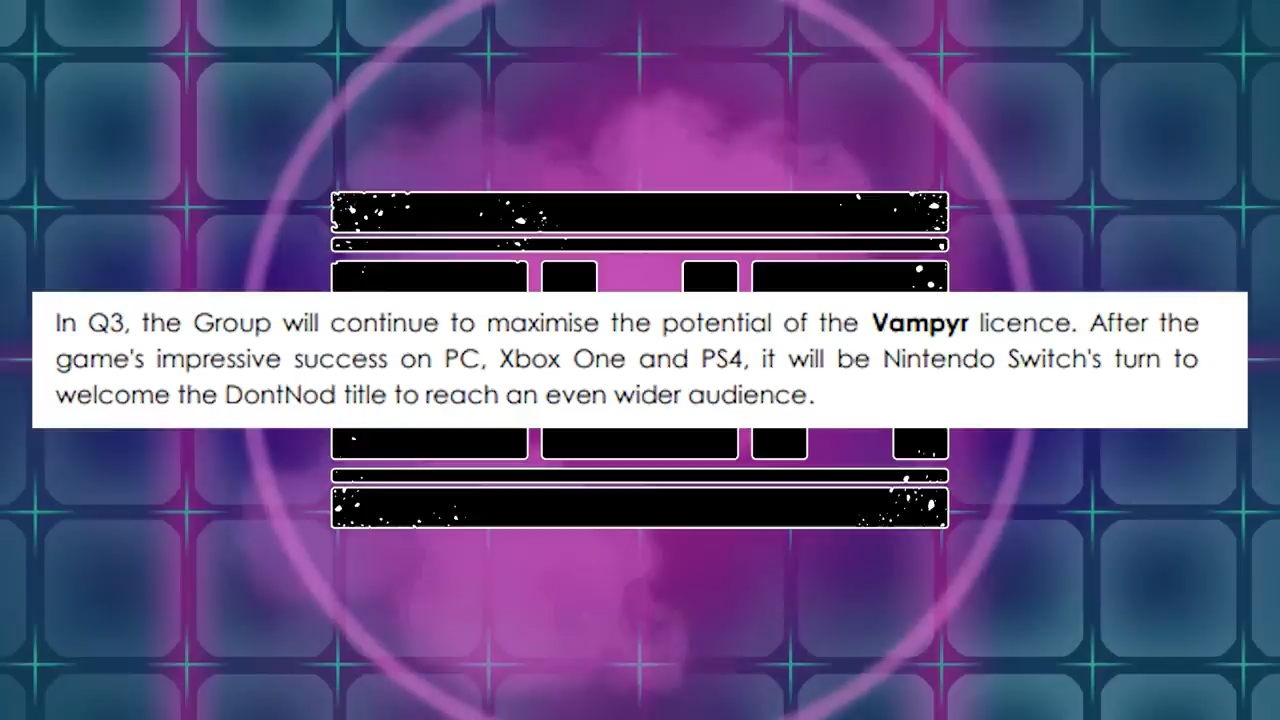 In Q3, the Group will continue to maximise the potential of the Vampyr licence. After the
game's impressive success on PC, Xbox One and PS4, it will be Nintendo Switch's turn to
welcome the DontNod title to reach an even wider audience.